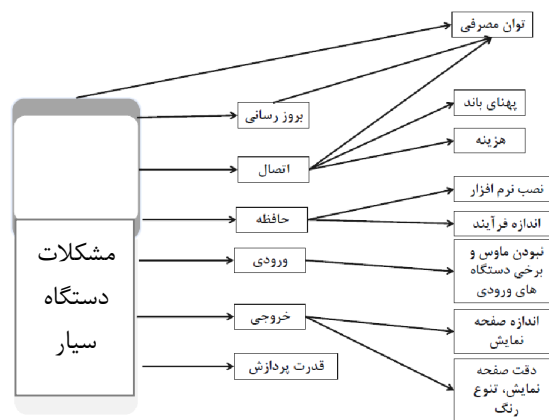 مشکلات
دستگاه
سیار
بروز رسانی
اتصال
حافظه
ورودی
خروجی
قدرت پردازش
توان مصرفی
پهنای باند
هزینه
نصب نرم افزار
اندازه فرآیند
نبودن ماوس و
برخی دستگاه
های ورودی
اندازه صفحه
نمایش
دقت صفحه
نمایش، تنوع
رنگ